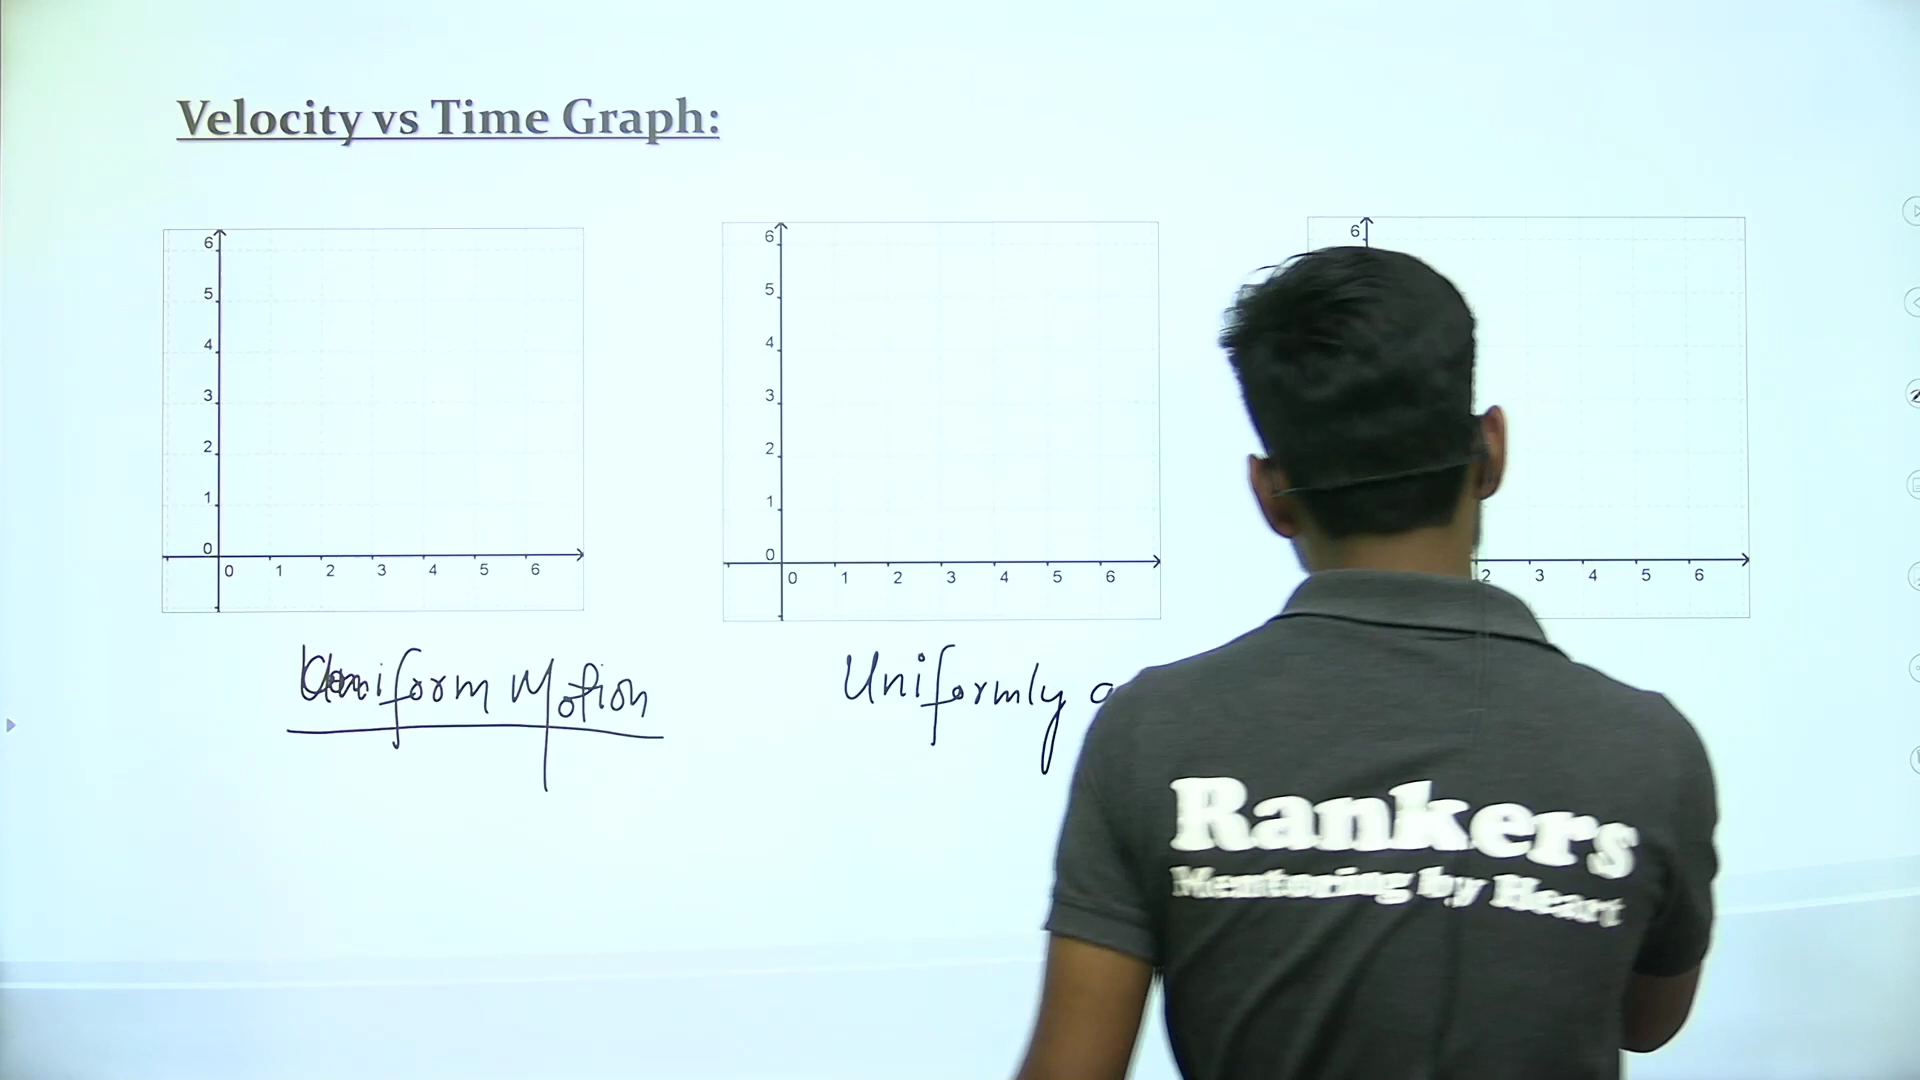 Velocity vs Time Graph:
6
5
4
3
2
1
0
0 1 2 3 4 5 6
6
5
4
3
2
1
0
0 1 2 3 4 5 6
6
2 3 4 5 6
Uniform Motion
Uniformly
Rankers
Mentoring by Heart